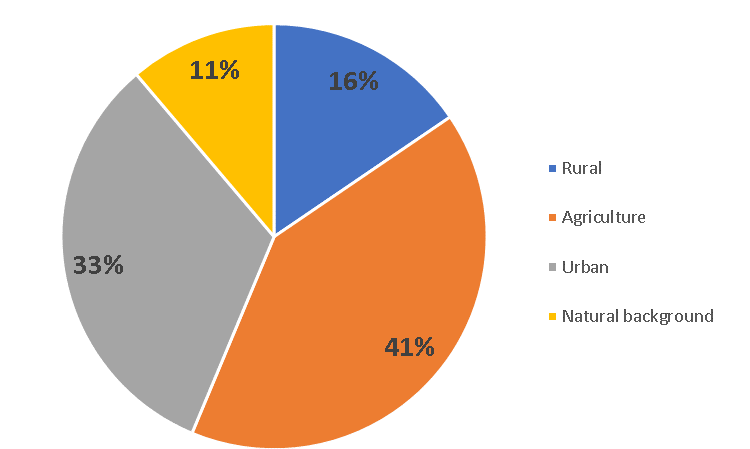 11%
16%
33%
41%
Rural
Agriculture
Urban
Natural background